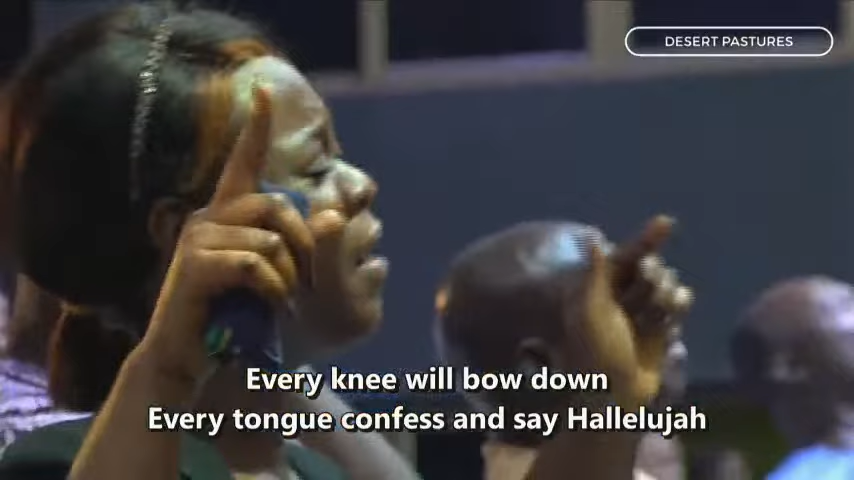 DESERT PASTURES
Every knee will bow down
Every tongue confess and say Hallelujah